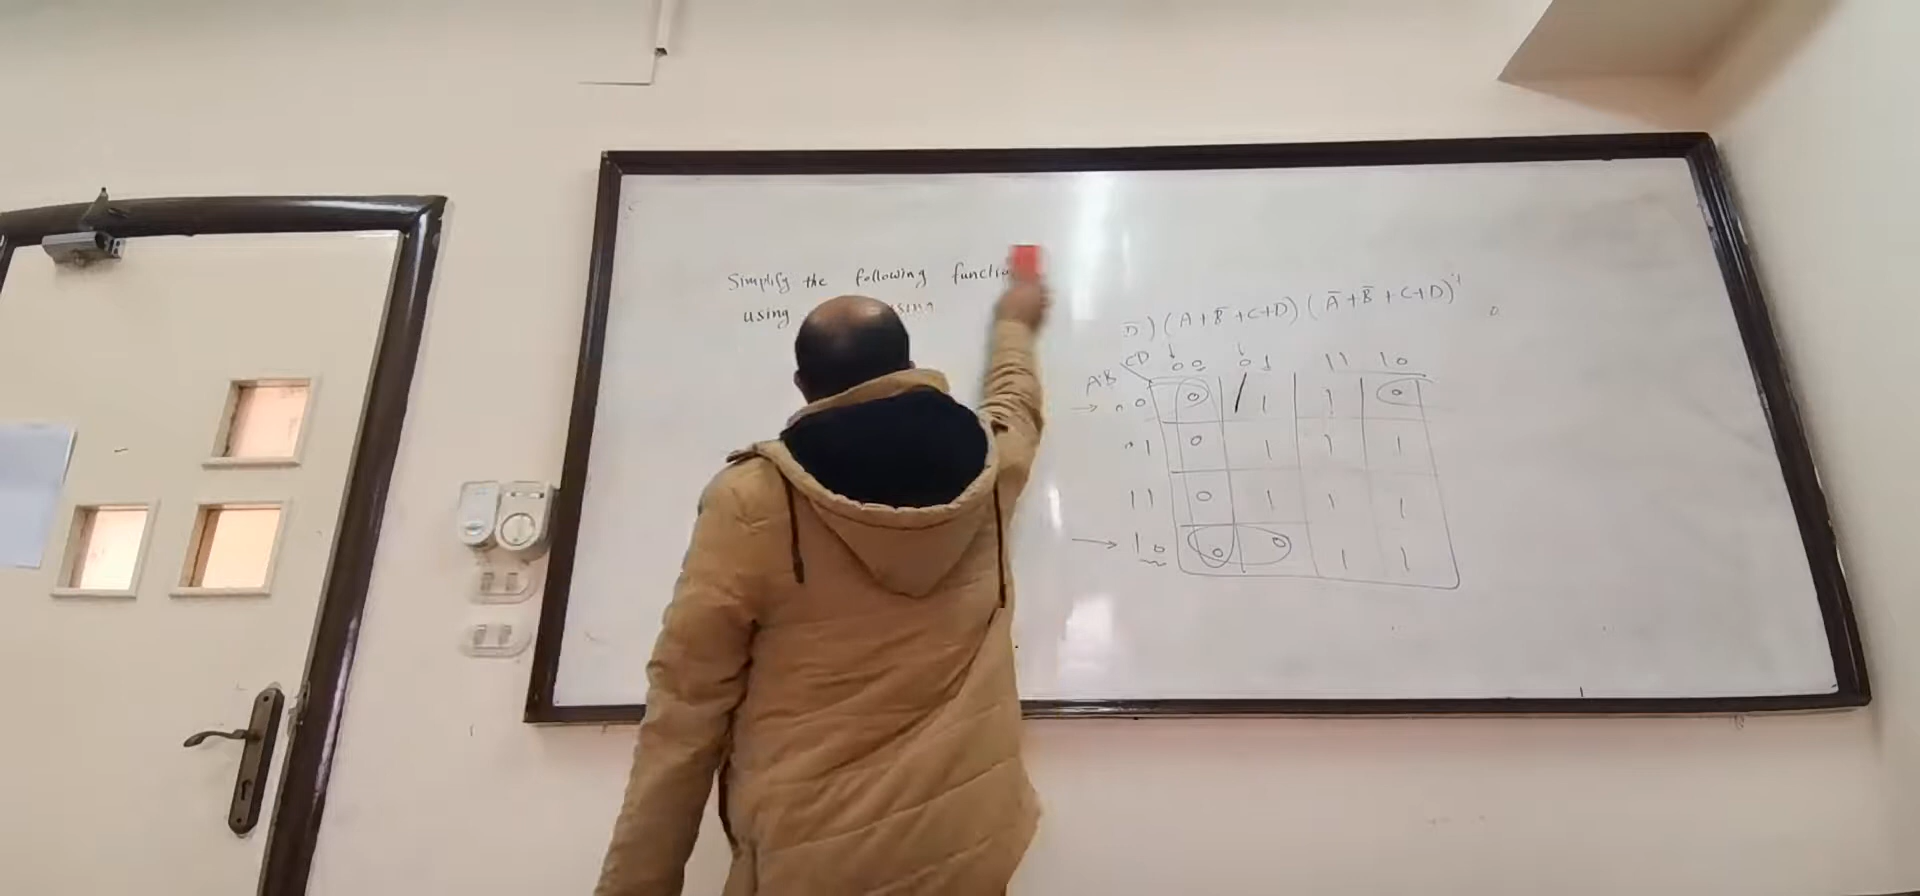 Simplify the following functio
using
D̅ ) ( A + B̅ + C + D ) ( A̅ + B̅ + C + D )
AB CD 00 01 11 10
00 0 1 1 0
01 0 1 1 1
11 0 1 1 1
10 0 0 1 1